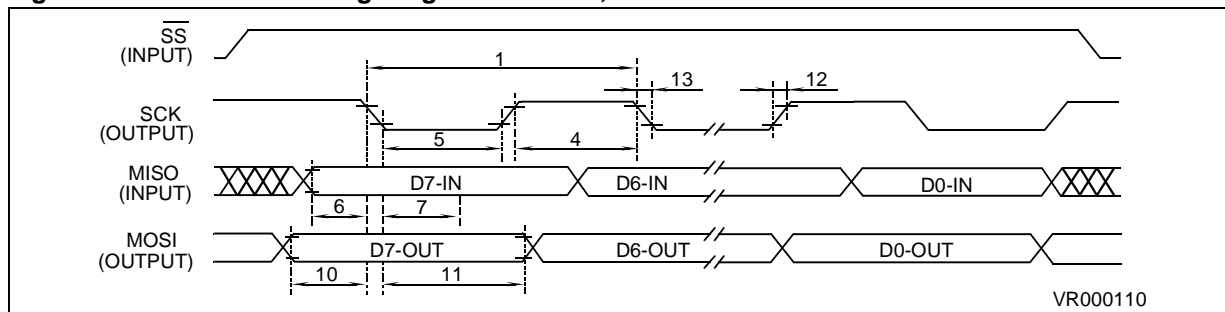 SS
(INPUT)
1
13
12
SCK
(OUTPUT)
5
4
MISO
(INPUT)
D7-IN
D6-IN
D0-IN
6
7
MOSI
(OUTPUT)
D7-OUT
D6-OUT
D0-OUT
10
11
VR000110